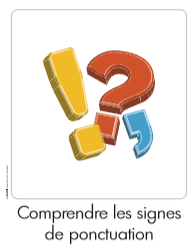 !?,
Comprendre les signes
de ponctuation